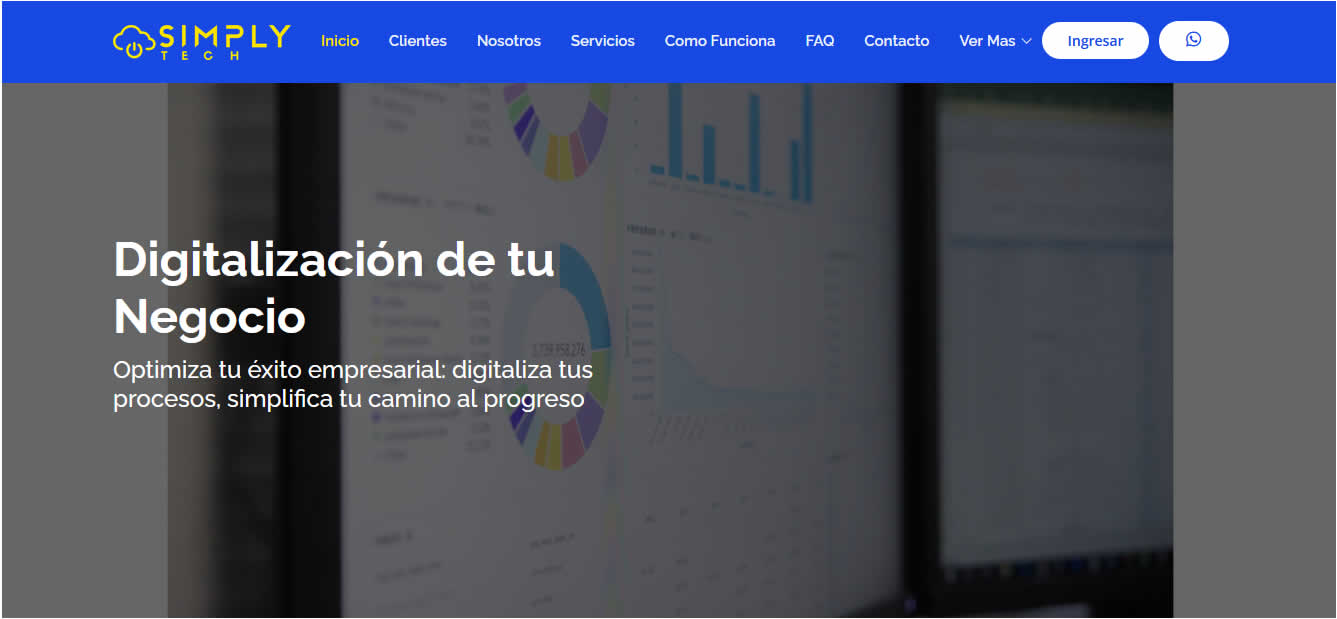 SIMPLY
TECH
Inicio
Clientes
Nosotros
Servicios
Como Funciona
FAQ
Contacto
Ver Mas
Ingresar
Digitalización de tu
Negocio
Optimiza tu éxito empresarial: digitaliza tus
procesos, simplifica tu camino al progreso